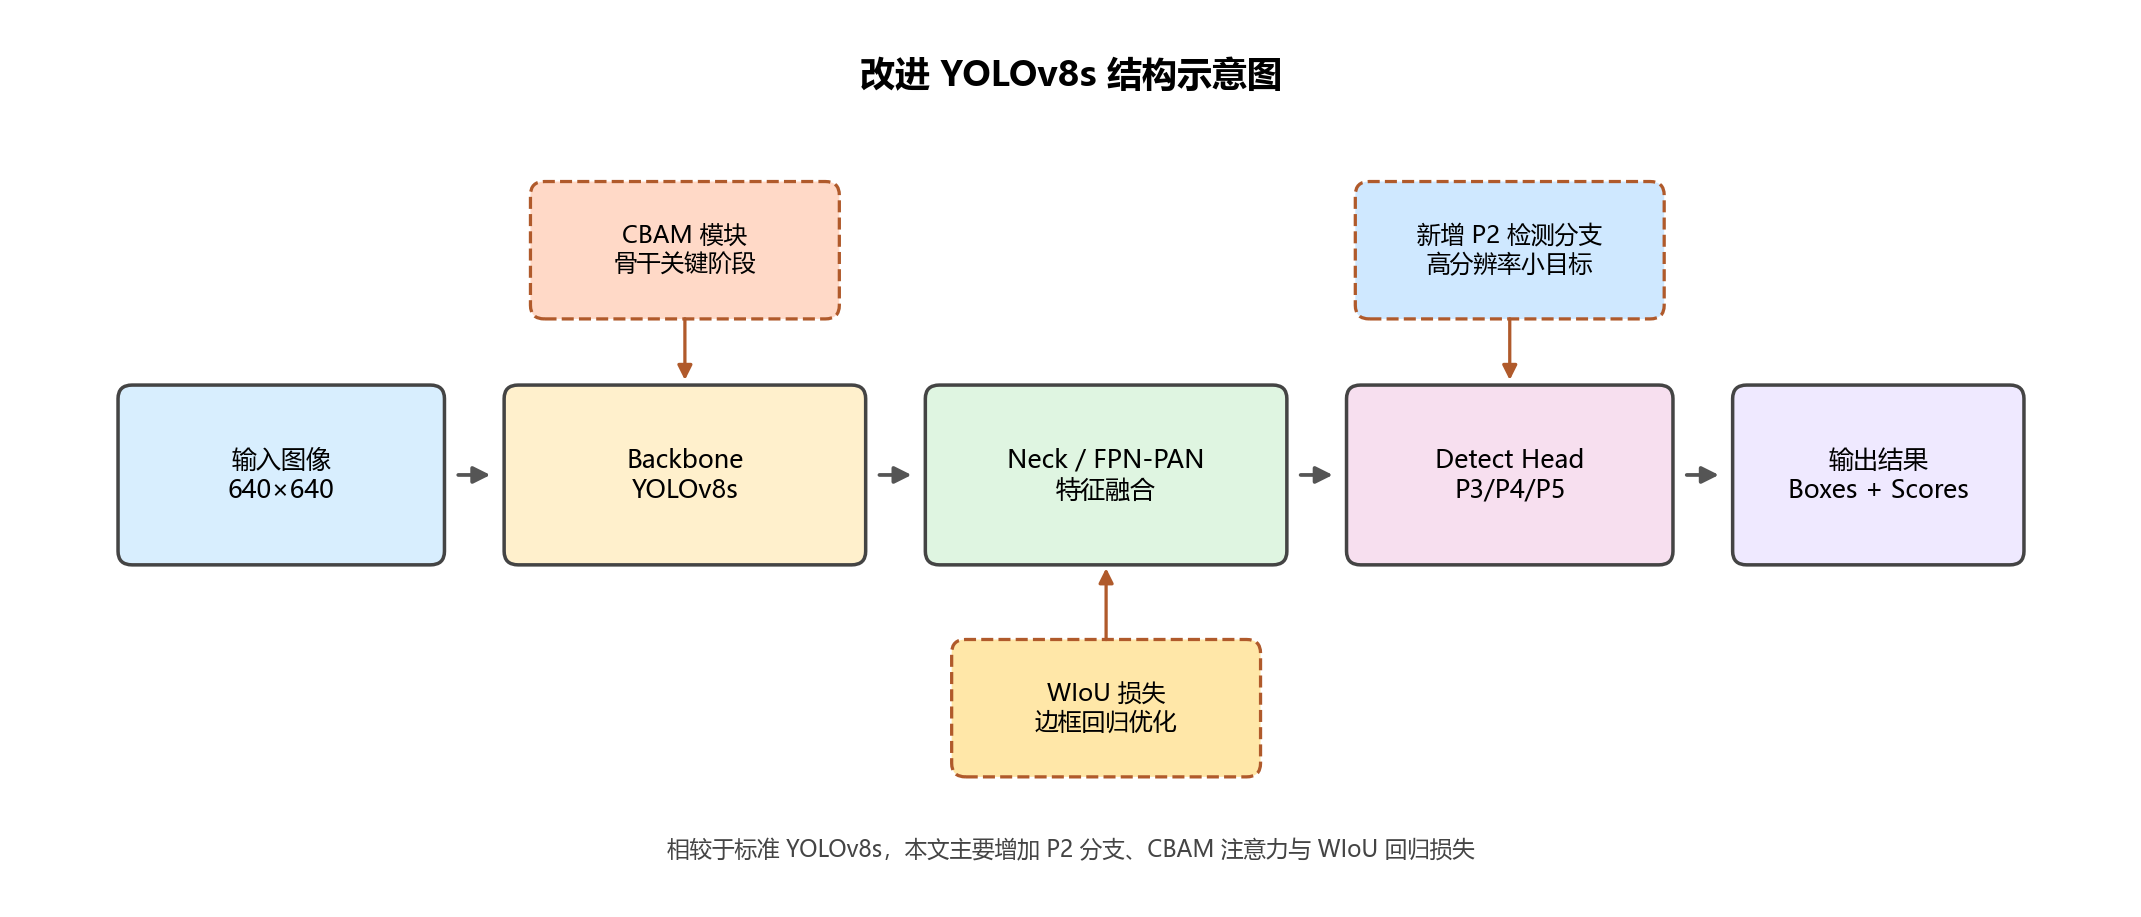 改进 YOLOv8s 结构示意图
CBAM 模块
骨干关键阶段
新增 P2 检测分支
高分辨率小目标
输入图像
640×640
Backbone
YOLOv8s
Neck / FPN-PAN
特征融合
Detect Head
P3/P4/P5
输出结果
Boxes + Scores
WIoU 损失
边框回归优化
相较于标准 YOLOv8s，本文主要增加 P2 分支、CBAM 注意力与 WIoU 回归损失